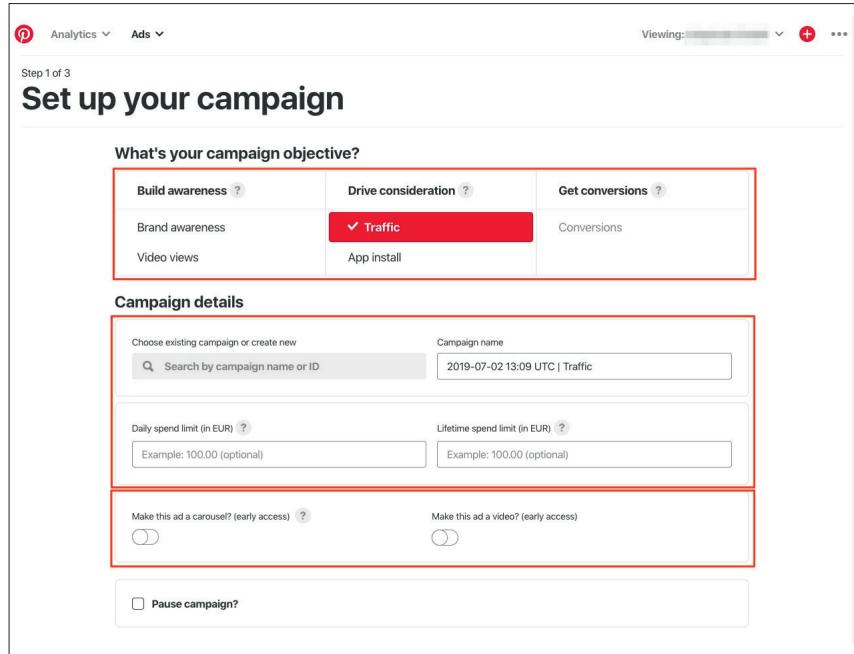 Analytics Ads Viewing:
Step 1 of 3
Set up your campaign
What's your campaign objective?
Build awareness ? Drive consideration ? Get conversions ?
Brand awareness Traffic Conversions
Video views App install
Campaign details
Choose existing campaign or create new Campaign name
Search by campaign name or ID 2019-07-02 13:09 UTC | Traffic
Daily spend limit (in EUR) ? Lifetime spend limit (in EUR) ?
Example: 100.00 (optional) Example: 100.00 (optional)
Make this ad a carousel? (early access) ? Make this ad a video? (early access)
Pause campaign?